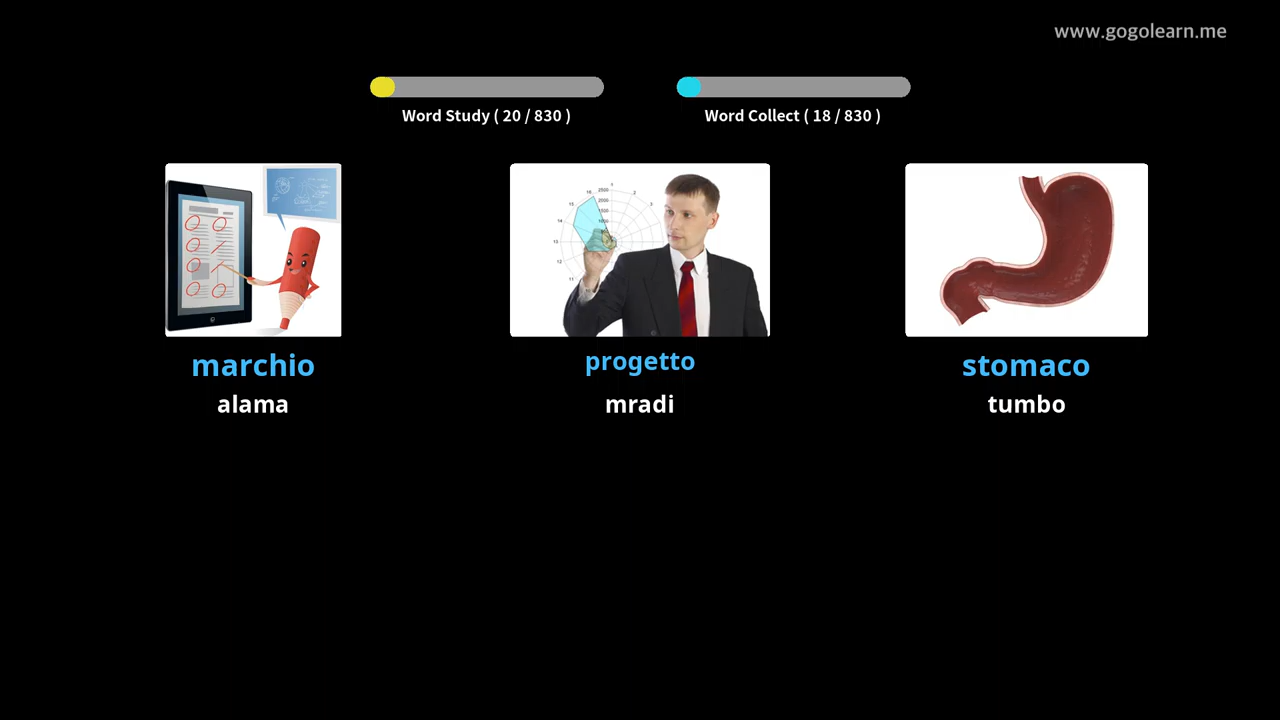 www.gogolearn.me
Word Study ( 20 / 830 )
Word Collect ( 18 / 830 )
marchio
progetto
stomaco
alama
mradi
tumbo